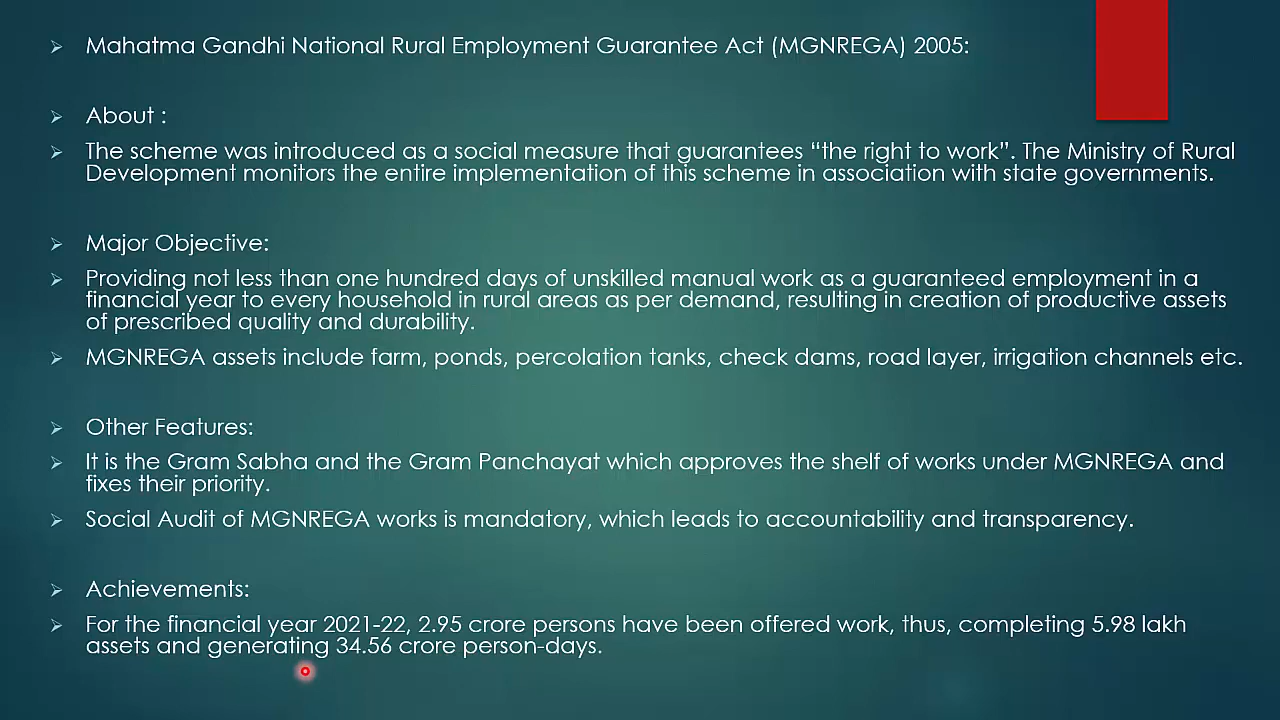 Mahatma Gandhi National Rural Employment Guarantee Act (MGNREGA) 2005:
About :
The scheme was introduced as a social measure that guarantees “the right to work”. The Ministry of Rural
Development monitors the entire implementation of this scheme in association with state governments.
Major Objective:
Providing not less than one hundred days of unskilled manual work as a guaranteed employment in a
financial year to every household in rural areas as per demand, resulting in creation of productive assets
of prescribed quality and durability.
MGNREGA assets include farm, ponds, percolation tanks, check dams, road layer, irrigation channels etc.
Other Features:
It is the Gram Sabha and the Gram Panchayat which approves the shelf of works under MGNREGA and
fixes their priority.
Social Audit of MGNREGA works is mandatory, which leads to accountability and transparency.
Achievements:
For the financial year 2021-22, 2.95 crore persons have been offered work, thus, completing 5.98 lakh
assets and generating 34.56 crore person-days.